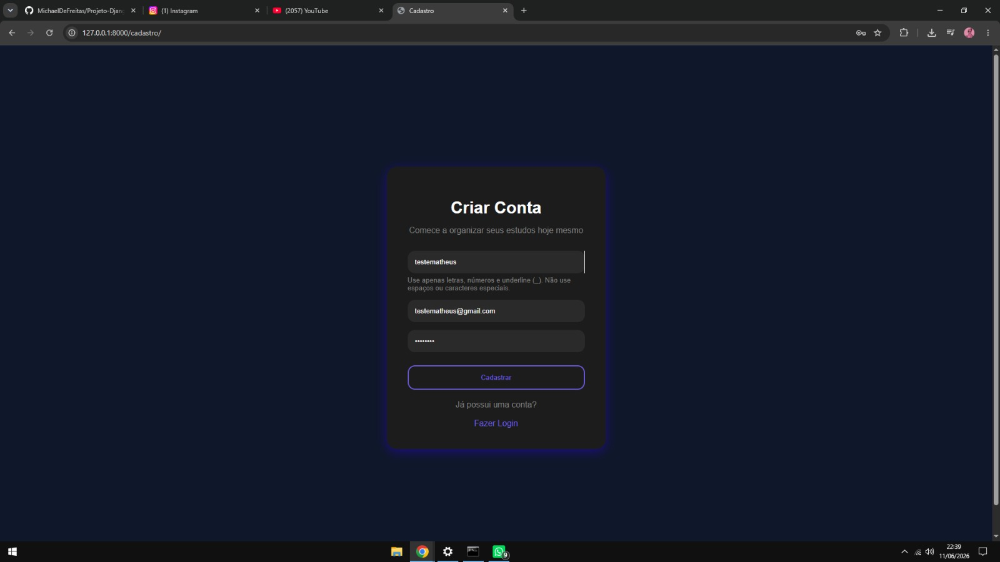 MichaelDeFreitas/Projeto-Djang
(1) Instagram
(2057) YouTube
Cadastro
127.0.0.1:8000/cadastro/
Criar Conta
Comece a organizar seus estudos hoje mesmo
testematheus
Use apenas letras, números e underline (_). Não use
espaços ou caracteres especiais.
testematheus@gmail.com
••••••••
Cadastrar
Já possui uma conta?
Fazer Login
9
22:39
11/06/2026